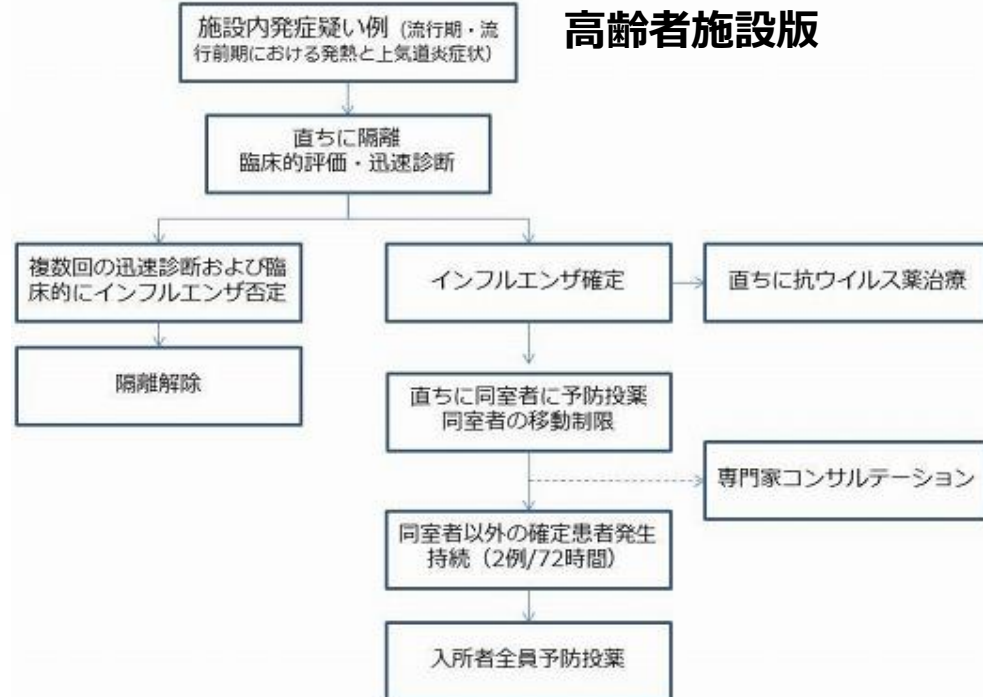 高齢者施設版
施設内発症疑い例（流行期・流
行前期における発熱と上気道炎症状）
直ちに隔離
臨床的評価・迅速診断
複数回の迅速診断および臨
床的にインフルエンザ否定
隔離解除
インフルエンザ確定
直ちに抗ウイルス薬治療
直ちに同室者に予防投薬
同室者の移動制限
専門家コンサルテーション
同室者以外の確定患者発生
持続（2例/72時間）
入所者全員予防投薬